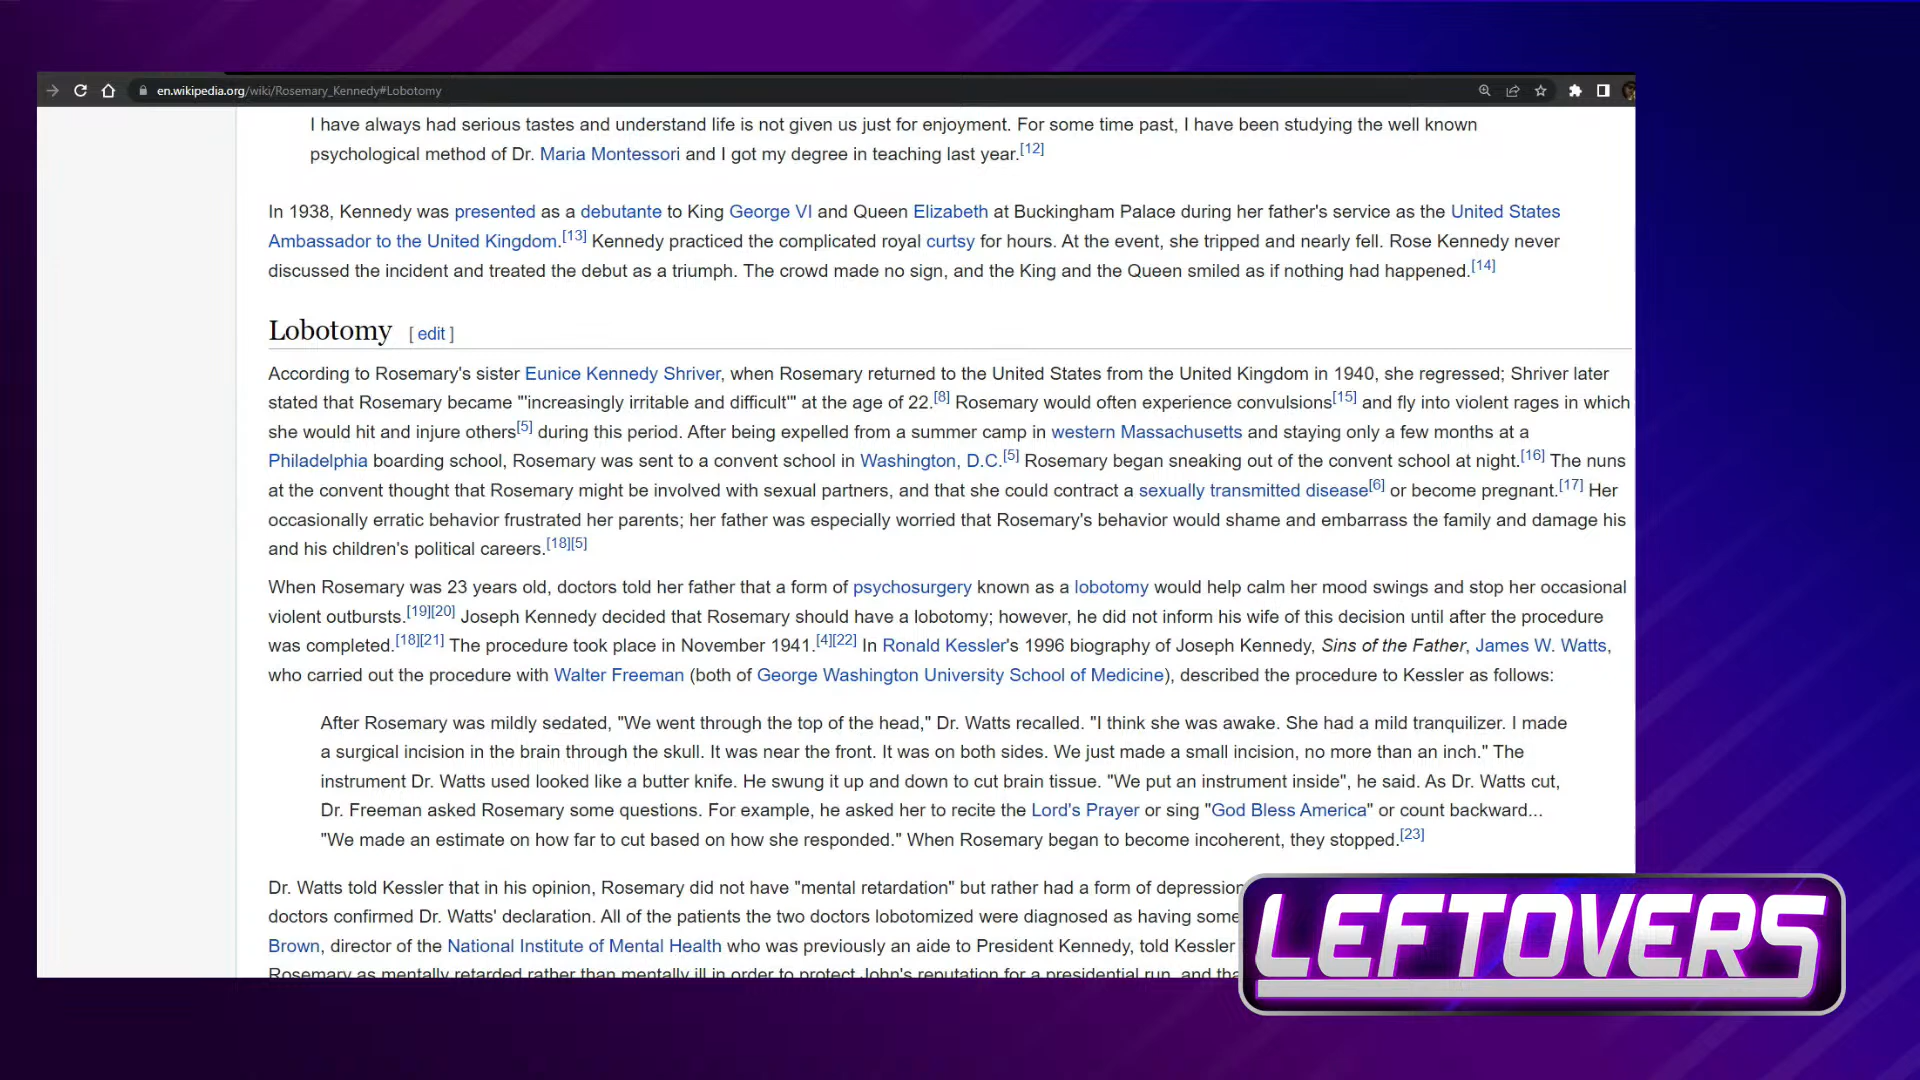 en.wikipedia.org/wiki/Rosemary_Kennedy#Lobotomy
I have always had serious tastes and understand life is not given us just for enjoyment. For some time past, I have been studying the well known
psychological method of Dr. Maria Montessori and I got my degree in teaching last year.[12]
In 1938, Kennedy was presented as a debutante to King George VI and Queen Elizabeth at Buckingham Palace during her father's service as the United States
Ambassador to the United Kingdom.[13] Kennedy practiced the complicated royal curtsy for hours. At the event, she tripped and nearly fell. Rose Kennedy never
discussed the incident and treated the debut as a triumph. The crowd made no sign, and the King and the Queen smiled as if nothing had happened.[14]
Lobotomy [ edit ]
According to Rosemary's sister Eunice Kennedy Shriver, when Rosemary returned to the United States from the United Kingdom in 1940, she regressed; Shriver later
stated that Rosemary became "'increasingly irritable and difficult'" at the age of 22.[8] Rosemary would often experience convulsions[15] and fly into violent rages in which
she would hit and injure others[5] during this period. After being expelled from a summer camp in western Massachusetts and staying only a few months at a
Philadelphia boarding school, Rosemary was sent to a convent school in Washington, D.C.[5] Rosemary began sneaking out of the convent school at night.[16] The nuns
at the convent thought that Rosemary might be involved with sexual partners, and that she could contract a sexually transmitted disease[6] or become pregnant.[17] Her
occasionally erratic behavior frustrated her parents; her father was especially worried that Rosemary's behavior would shame and embarrass the family and damage his
and his children's political careers.[18][5]
When Rosemary was 23 years old, doctors told her father that a form of psychosurgery known as a lobotomy would help calm her mood swings and stop her occasional
violent outbursts.[19][20] Joseph Kennedy decided that Rosemary should have a lobotomy; however, he did not inform his wife of this decision until after the procedure
was completed.[18][21] The procedure took place in November 1941.[4][22] In Ronald Kessler's 1996 biography of Joseph Kennedy, Sins of the Father, James W. Watts,
who carried out the procedure with Walter Freeman (both of George Washington University School of Medicine), described the procedure to Kessler as follows:
After Rosemary was mildly sedated, "We went through the top of the head," Dr. Watts recalled. "I think she was awake. She had a mild tranquilizer. I made
a surgical incision in the brain through the skull. It was near the front. It was on both sides. We just made a small incision, no more than an inch." The
instrument Dr. Watts used looked like a butter knife. He swung it up and down to cut brain tissue. "We put an instrument inside", he said. As Dr. Watts cut,
Dr. Freeman asked Rosemary some questions. For example, he asked her to recite the Lord's Prayer or sing "God Bless America" or count backward...
"We made an estimate on how far to cut based on how she responded." When Rosemary began to become incoherent, they stopped.[23]
Dr. Watts told Kessler that in his opinion, Rosemary did not have "mental retardation" but rather had a form of depression
doctors confirmed Dr. Watts' declaration. All of the patients the two doctors lobotomized were diagnosed as having some
Brown, director of the National Institute of Mental Health who was previously an aide to President Kennedy, told Kessler
Rosemary as mentally retarded rather than mentally ill in order to protect John's reputation for a presidential run, and
LEFTOVERS